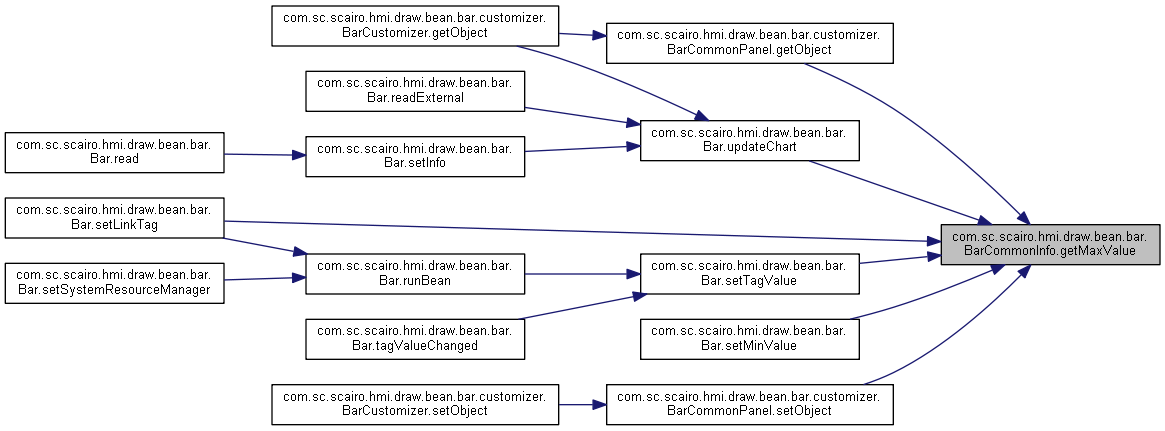 com.sc.scairo.hmi.draw.bean.bar.customizer.
BarCustomizer.getObject
com.sc.scairo.hmi.draw.bean.bar.customizer.
BarCommonPanel.getObject
com.sc.scairo.hmi.draw.bean.bar.
Bar.readExternal
com.sc.scairo.hmi.draw.bean.bar.
Bar.updateChart
com.sc.scairo.hmi.draw.bean.bar.
Bar.read
com.sc.scairo.hmi.draw.bean.bar.
Bar.setInfo
com.sc.scairo.hmi.draw.bean.bar.
Bar.setLinkTag
com.sc.scairo.hmi.draw.bean.bar.
BarCommonInfo.getMaxValue
com.sc.scairo.hmi.draw.bean.bar.
Bar.setSystemResourceManager
com.sc.scairo.hmi.draw.bean.bar.
Bar.runBean
com.sc.scairo.hmi.draw.bean.bar.
Bar.setTagValue
com.sc.scairo.hmi.draw.bean.bar.
Bar.tagValueChanged
com.sc.scairo.hmi.draw.bean.bar.
Bar.setMinValue
com.sc.scairo.hmi.draw.bean.bar.customizer.
BarCustomizer.setObject
com.sc.scairo.hmi.draw.bean.bar.customizer.
BarCommonPanel.setObject